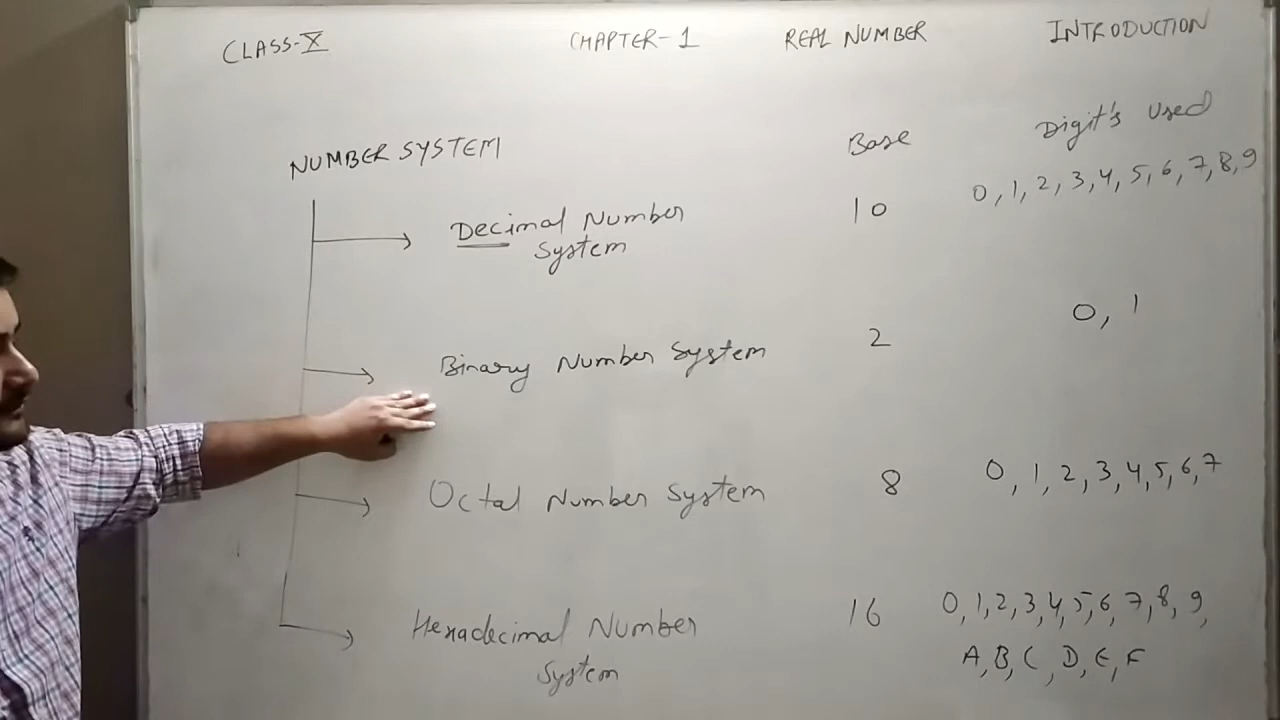 CLASS-X CHAPTER-1 REAL NUMBER INTRODUCTION
NUMBER SYSTEM Base Digit's Used
Decimal Number 10 0, 1, 2, 3, 4, 5, 6, 7, 8, 9
System
Binary Number System 2 0, 1
Octal Number System 8 0, 1, 2, 3, 4, 5, 6, 7
Hexadecimal Number 16 0, 1, 2, 3, 4, 5, 6, 7, 8, 9,
System A, B, C, D, E, F